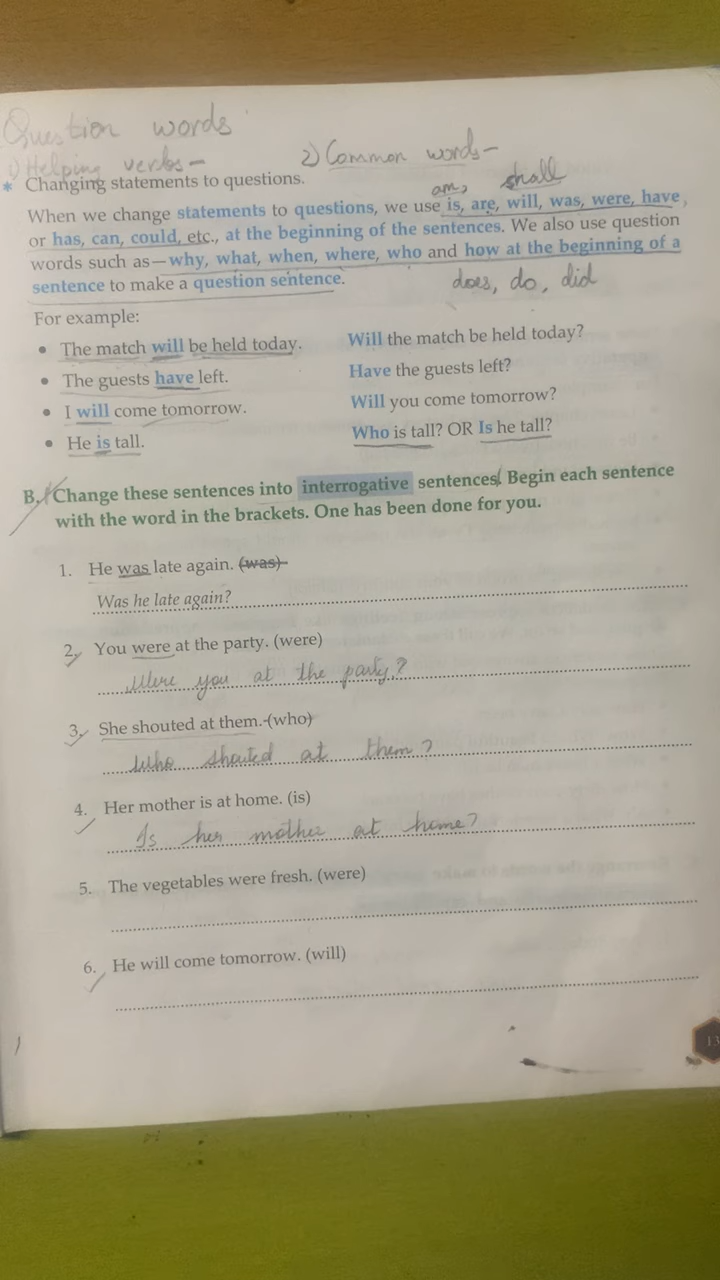 Question words
1) Helping verbs— 2) Common words—
* Changing statements to questions.
am, shall
When we change statements to questions, we use is, are, will, was, were, have,
or has, can, could, etc., at the beginning of the sentences. We also use question
words such as—why, what, when, where, who and how at the beginning of a
sentence to make a question sentence.
does, do, did
For example:
• The match will be held today. Will the match be held today?
• The guests have left. Have the guests left?
• I will come tomorrow. Will you come tomorrow?
• He is tall. Who is tall? OR Is he tall?
B. Change these sentences into interrogative sentences. Begin each sentence
with the word in the brackets. One has been done for you.
1. He was late again. (was)
Was he late again?
2. You were at the party. (were)
Were you at the party?
3. She shouted at them. (who)
Who shouted at them?
4. Her mother is at home. (is)
Is her mother at home?
5. The vegetables were fresh. (were)
6. He will come tomorrow. (will)
13